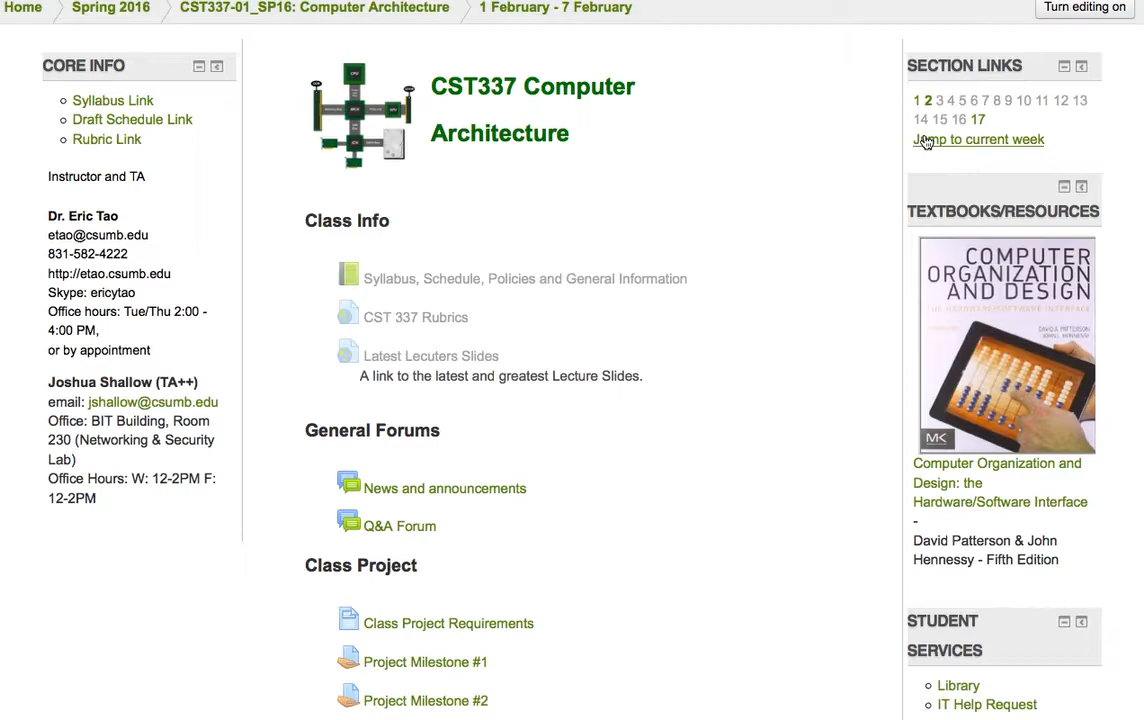 Home
Spring 2016
CST337-01_SP16: Computer Architecture
1 February - 7 February
Turn editing on
CORE INFO
Syllabus Link
Draft Schedule Link
Rubric Link
Instructor and TA
Dr. Eric Tao
etao@csumb.edu
831-582-4222
http://etao.csumb.edu
Skype: ericytao
Office hours: Tue/Thu 2:00 -
4:00 PM,
or by appointment
Joshua Shallow (TA++)
email: jshallow@csumb.edu
Office: BIT Building, Room
230 (Networking & Security
Lab)
Office Hours: W: 12-2PM F:
12-2PM
CST337 Computer
Architecture
Class Info
Syllabus, Schedule, Policies and General Information
CST 337 Rubrics
Latest Lecuters Slides
A link to the latest and greatest Lecture Slides.
General Forums
News and announcements
Q&A Forum
Class Project
Class Project Requirements
Project Milestone #1
Project Milestone #2
SECTION LINKS
1 2 3 4 5 6 7 8 9 10 11 12 13
14 15 16 17
Jump to current week
TEXTBOOKS/RESOURCES
COMPUTER
ORGANIZATION
AND DESIGN
THE HARDWARE/SOFTWARE INTERFACE
DAVID A. PATTERSON
JOHN L. HENNESSY
MK
Computer Organization and
Design: the
Hardware/Software Interface
-
David Patterson & John
Hennessy - Fifth Edition
STUDENT
SERVICES
Library
IT Help Request